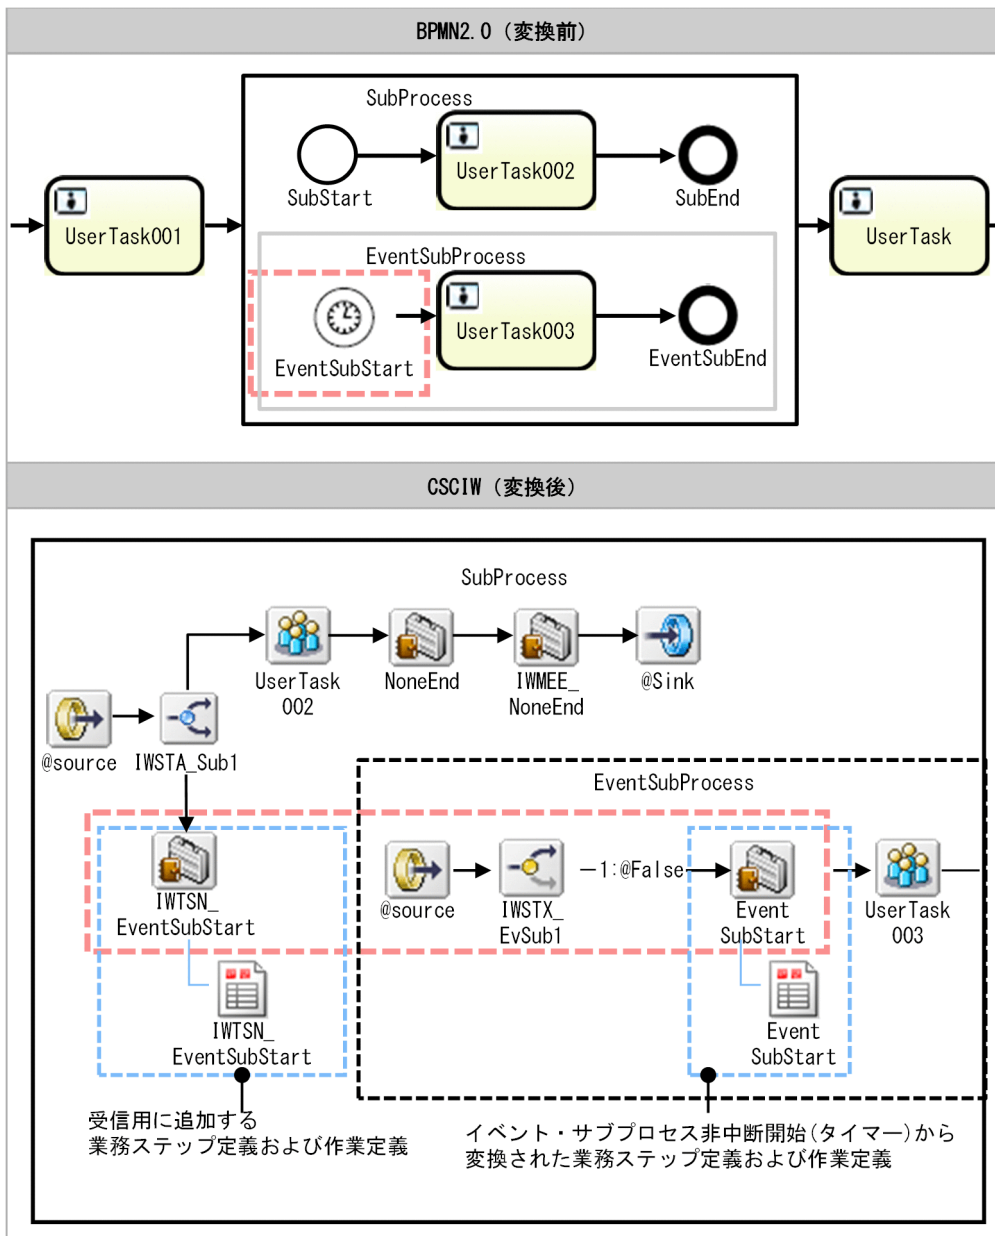 BPMN2.0（変換前）
SubProcess
UserTask002
SubStart
SubEnd
UserTask001
UserTask
EventSubProcess
UserTask003
EventSubStart
EventSubEnd
CSCIW（変換後）
SubProcess
UserTask
002
NoneEnd
IWMEE_
NoneEnd
@Sink
@source
IWSTA_Sub1
EventSubProcess
IWTSN_
EventSubStart
@source
IWSTX_
EvSub1
1:@False
Event
SubStart
UserTask
003
IWTSN_
EventSubStart
Event
SubStart
受信用に追加する
業務ステップ定義および作業定義
イベント・サブプロセス非中断開始(タイマー)から
変換された業務ステップ定義および作業定義